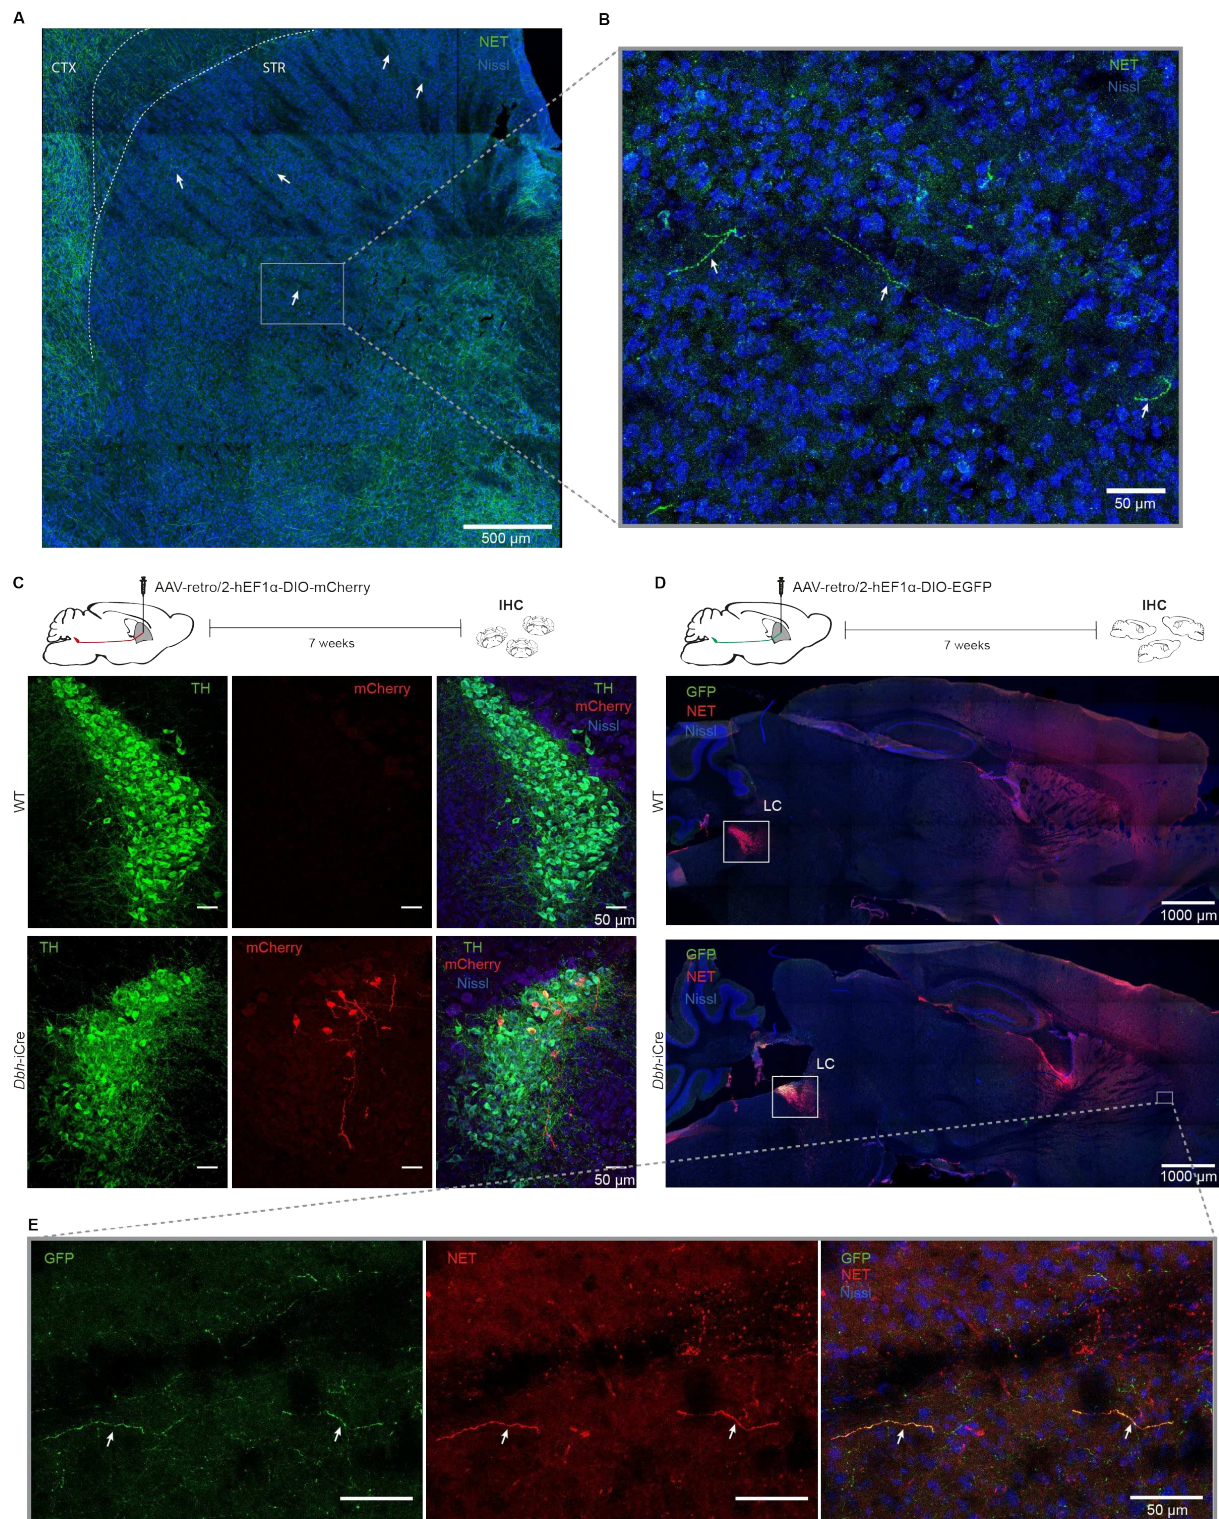 A
CTX
STR
NET
Nissl
500 µm
B
NET
Nissl
50 µm
C
AAV-retro/2-hEF1α-DIO-mCherry
7 weeks
IHC
WT
TH
mCherry
TH
mCherry
Nissl
50 µm
Dbh-iCre
TH
mCherry
TH
mCherry
Nissl
50 µm
D
AAV-retro/2-hEF1α-DIO-EGFP
7 weeks
IHC
WT
GFP
NET
Nissl
LC
1000 µm
Dbh-iCre
GFP
NET
Nissl
LC
1000 µm
E
GFP
NET
GFP
NET
Nissl
50 µm